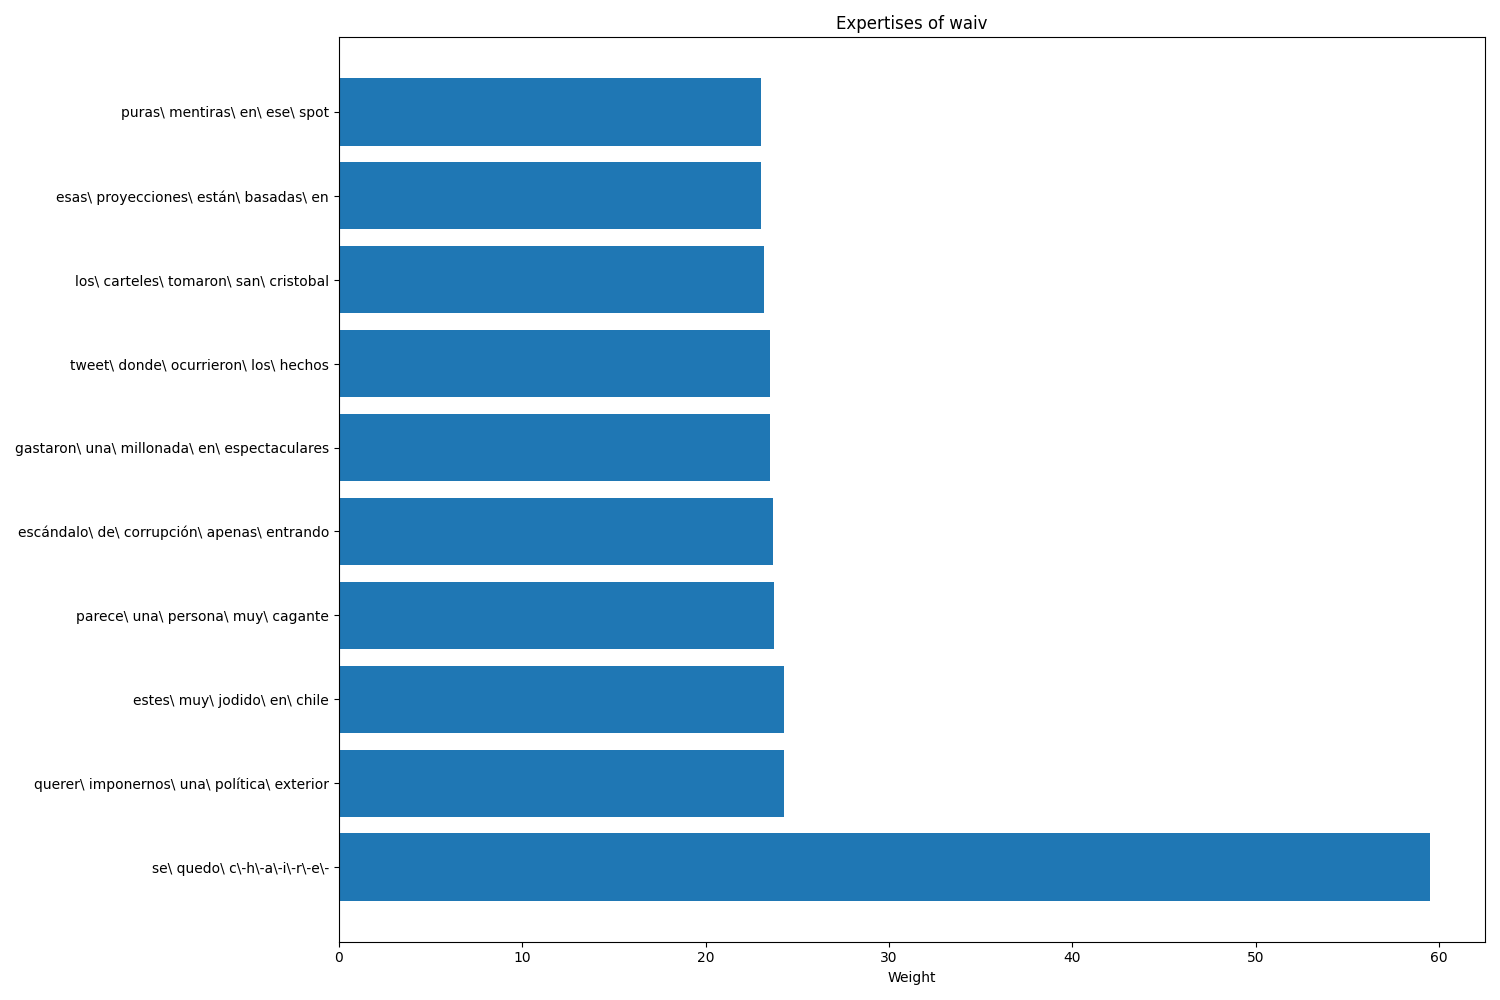 Expertises of waiv
puras\ mentiras\ en\ ese\ spot
esas\ proyecciones\ están\ basadas\ en
los\ carteles\ tomaron\ san\ cristobal
tweet\ donde\ ocurrieron\ los\ hechos
gastaron\ una\ millonada\ en\ espectaculares
escándalo\ de\ corrupción\ apenas\ entrando
parece\ una\ persona\ muy\ cagante
estes\ muy\ jodido\ en\ chile
querer\ imponernos\ una\ política\ exterior
se\ quedo\ c\-h\-a\-i\-r\-e\-
0 10 20 30 40 50 60
Weight